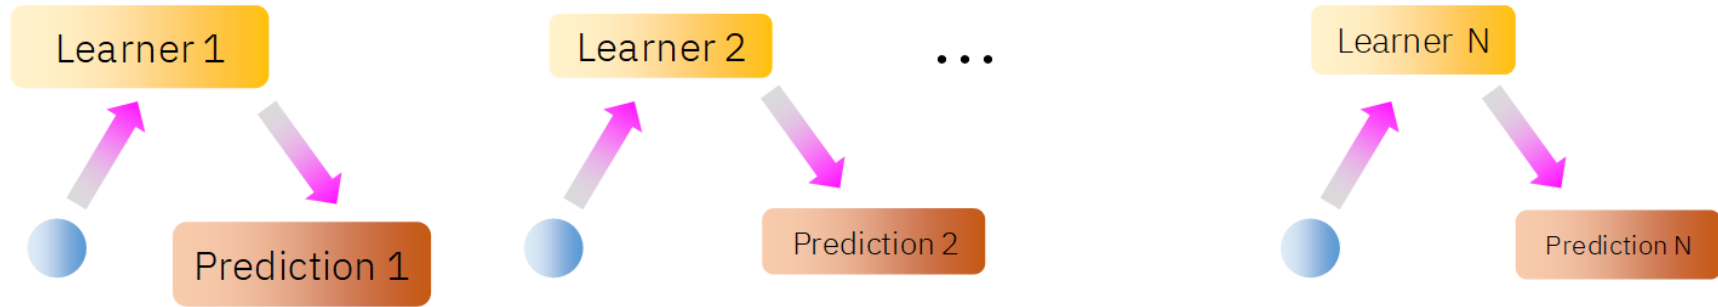 Learner 1
Learner 2
...
Learner N
Prediction 1
Prediction 2
Prediction N